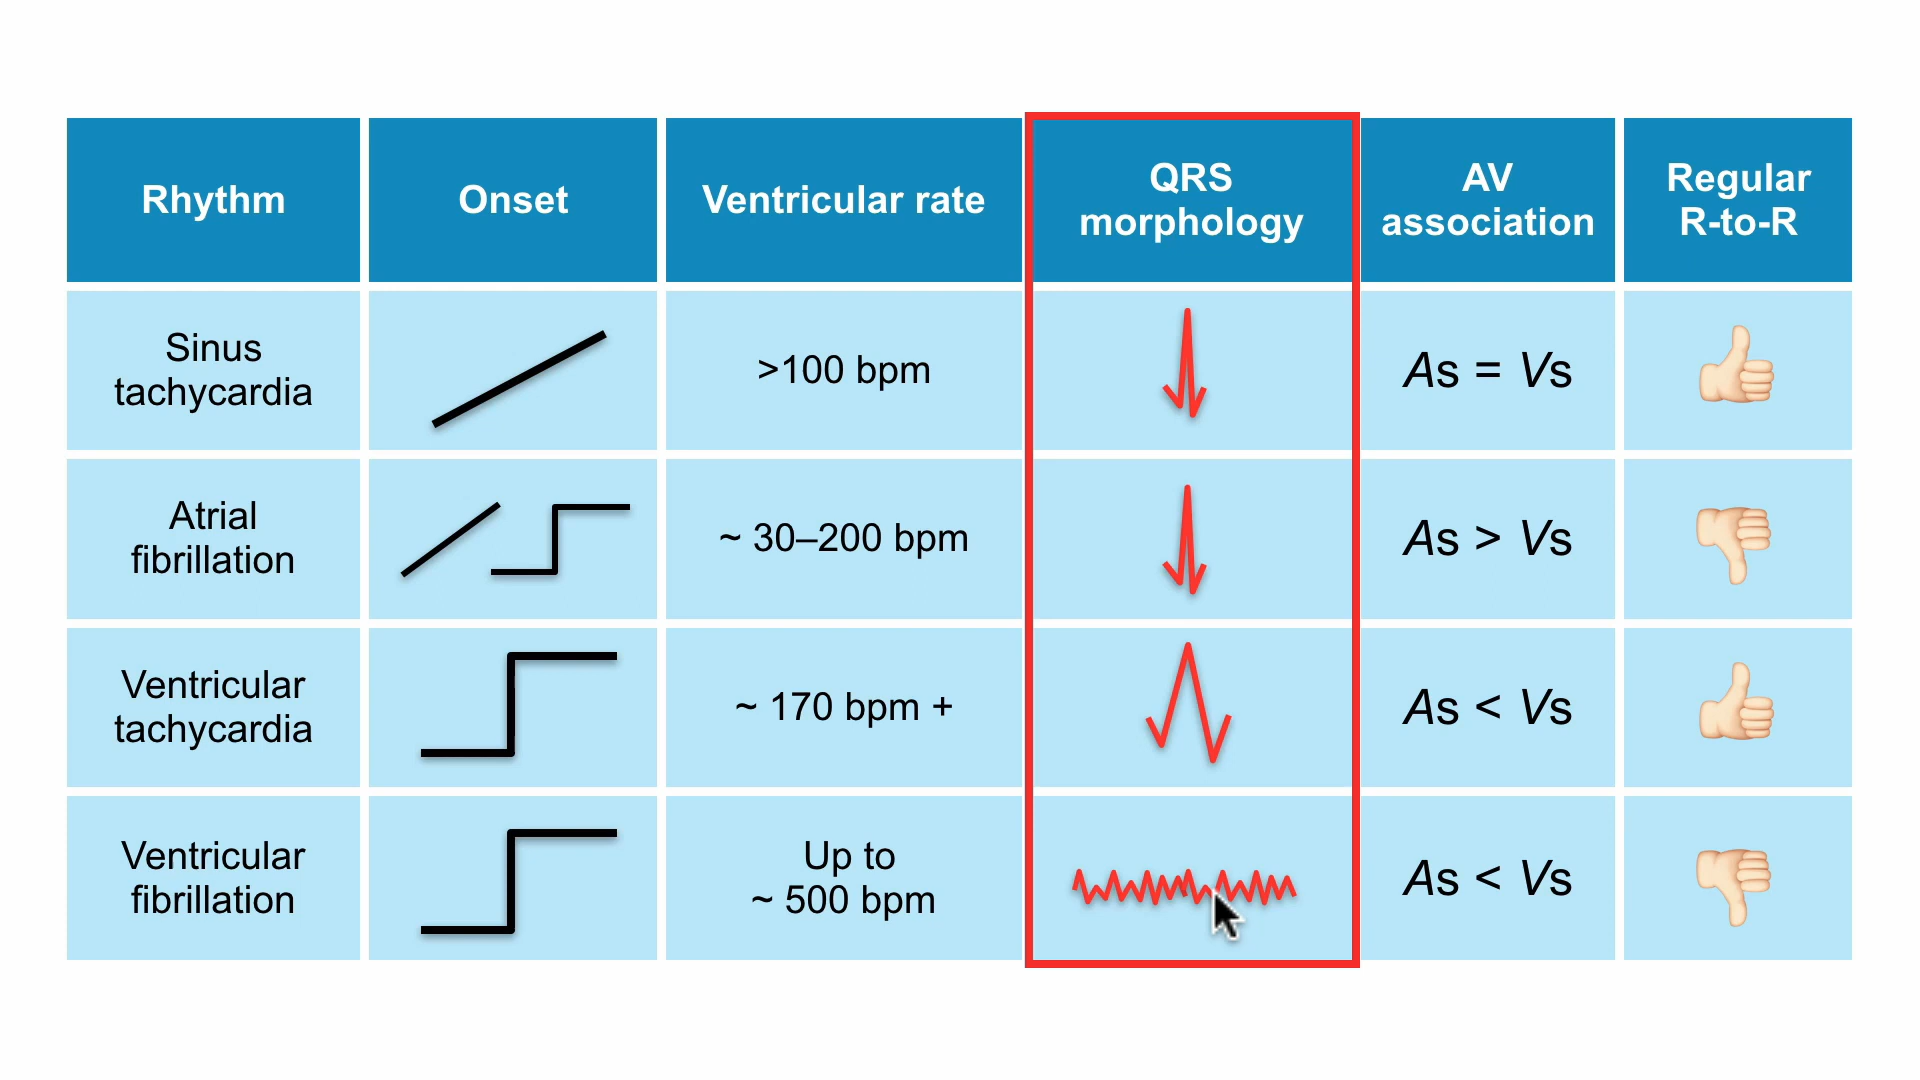 Rhythm
Onset
Ventricular rate
QRS
morphology
AV
association
Regular
R-to-R
Sinus
tachycardia
>100 bpm
As = Vs
Atrial
fibrillation
~ 30–200 bpm
As > Vs
Ventricular
tachycardia
~ 170 bpm +
As < Vs
Ventricular
fibrillation
Up to
~ 500 bpm
As < Vs